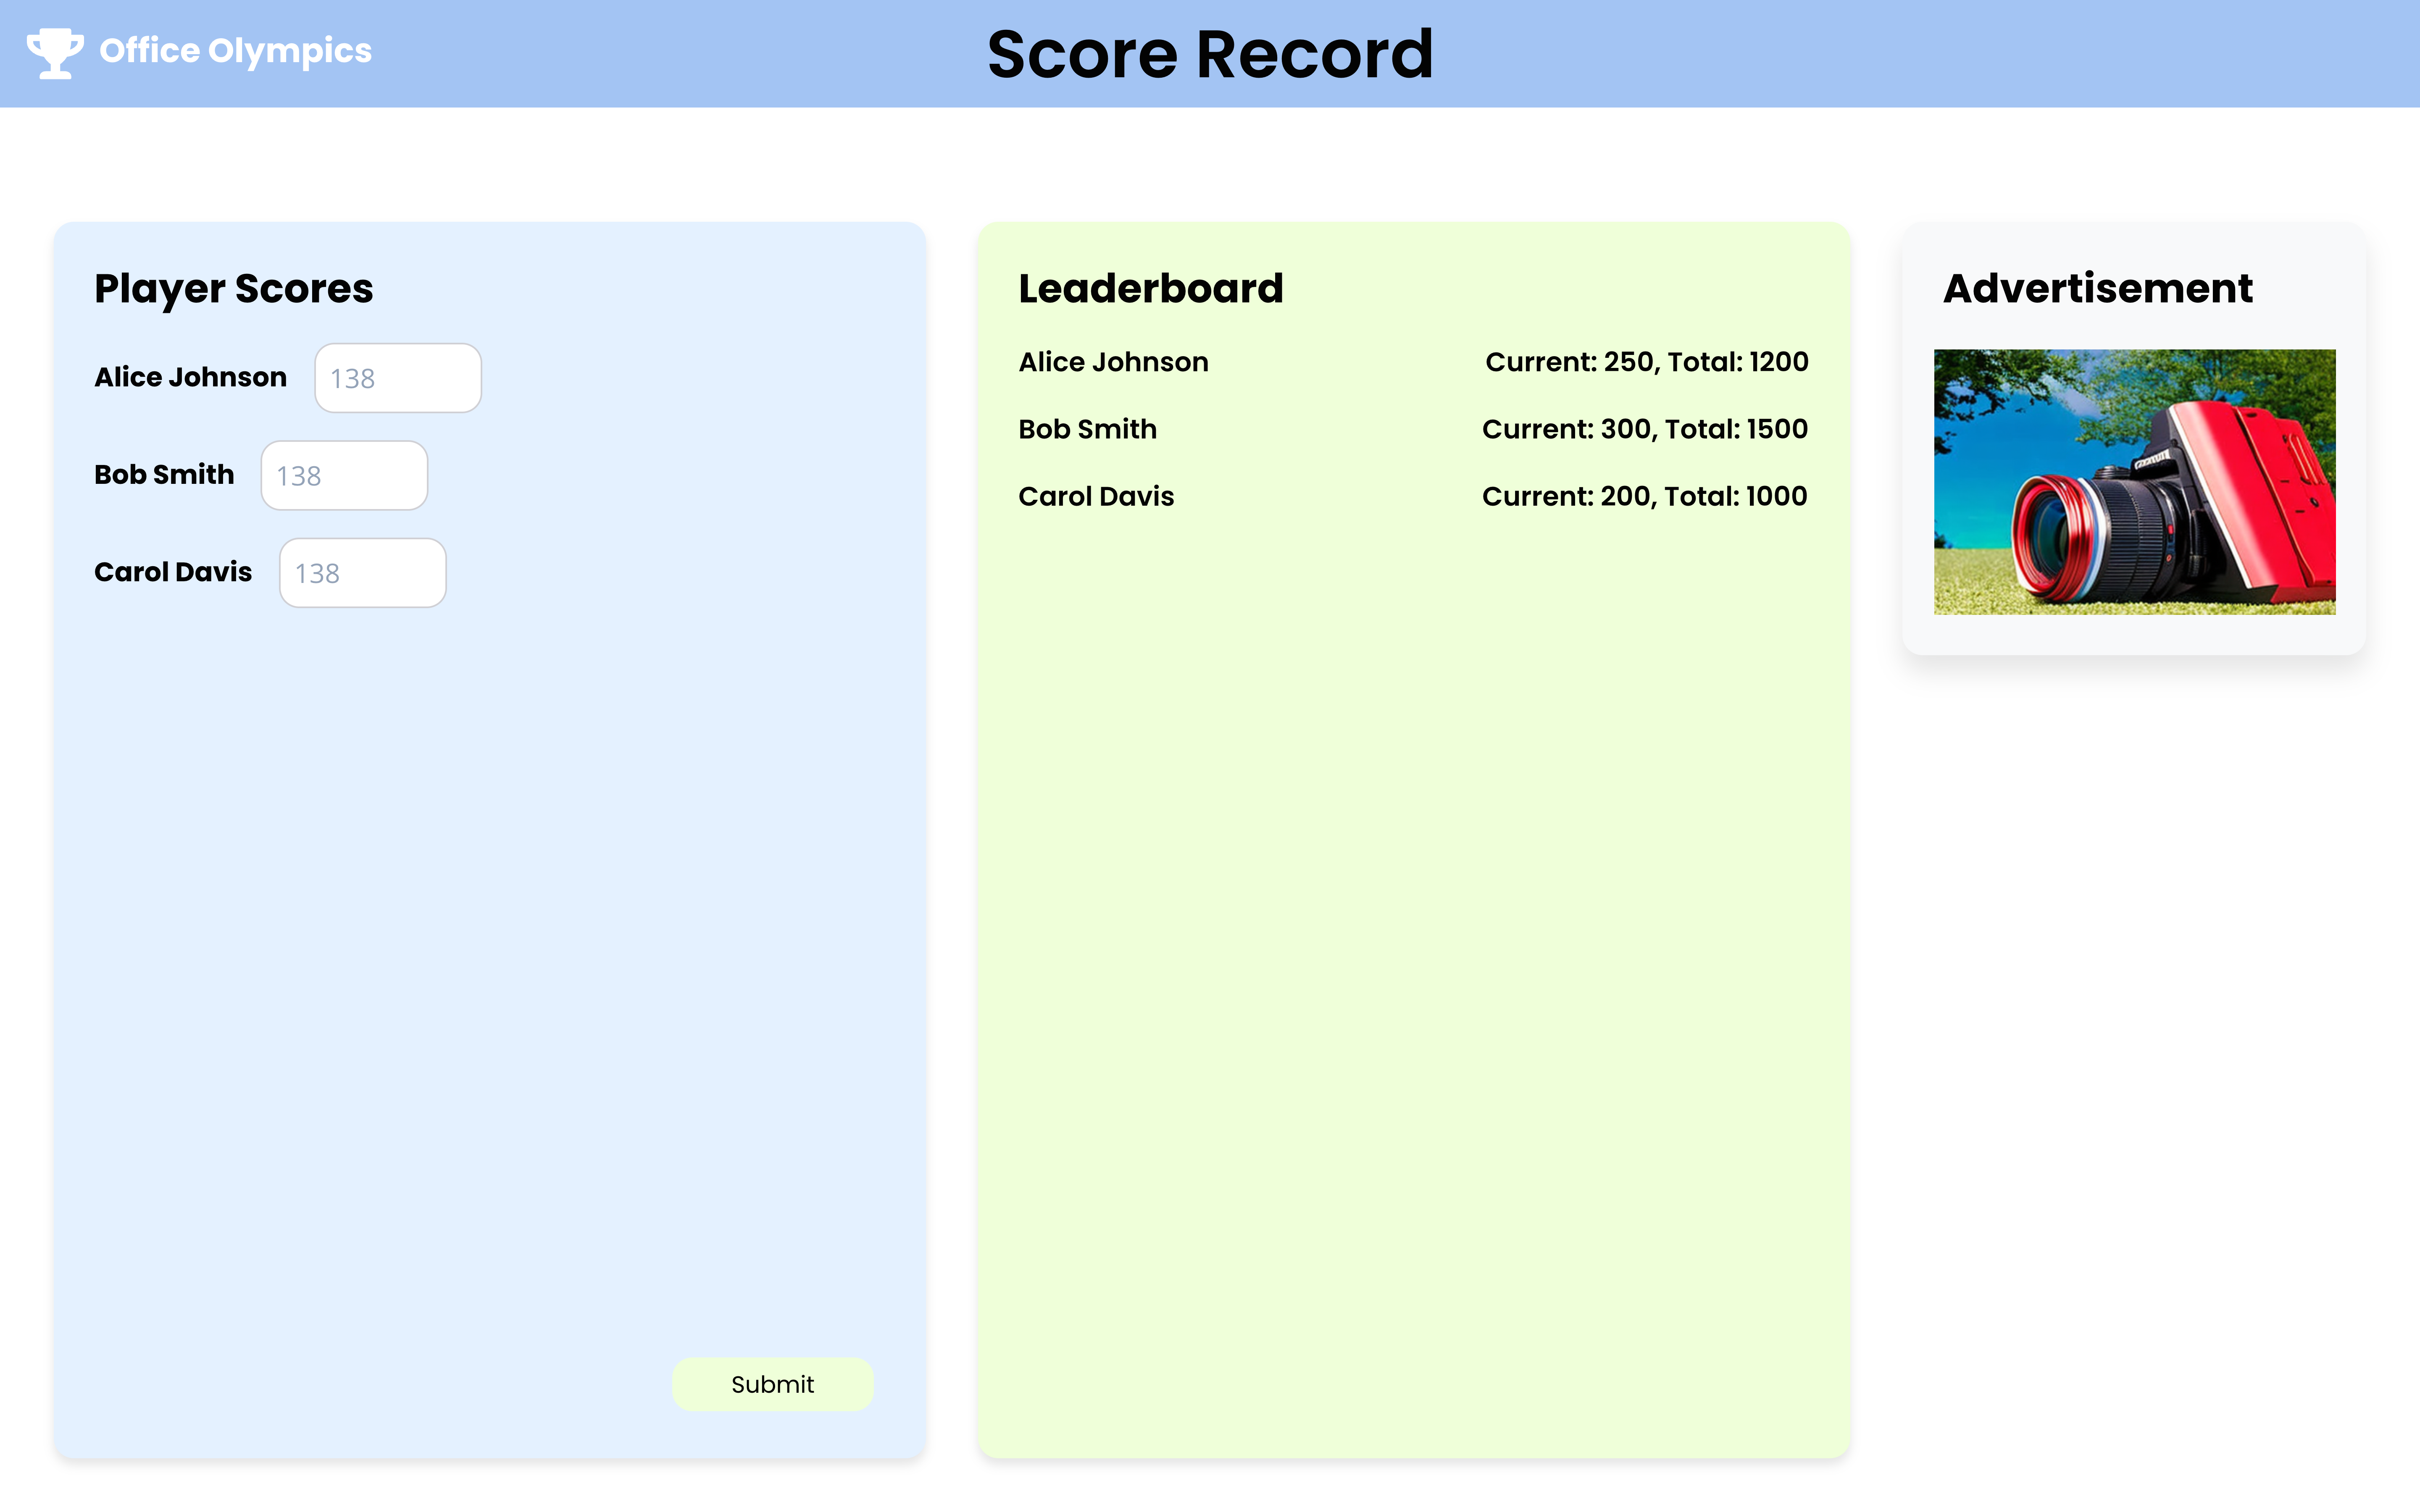 Office Olympics
Score Record
Player Scores
Alice Johnson 138
Bob Smith 138
Carol Davis 138
Submit
Leaderboard
Alice Johnson Current: 250, Total: 1200
Bob Smith Current: 300, Total: 1500
Carol Davis Current: 200, Total: 1000
Advertisement